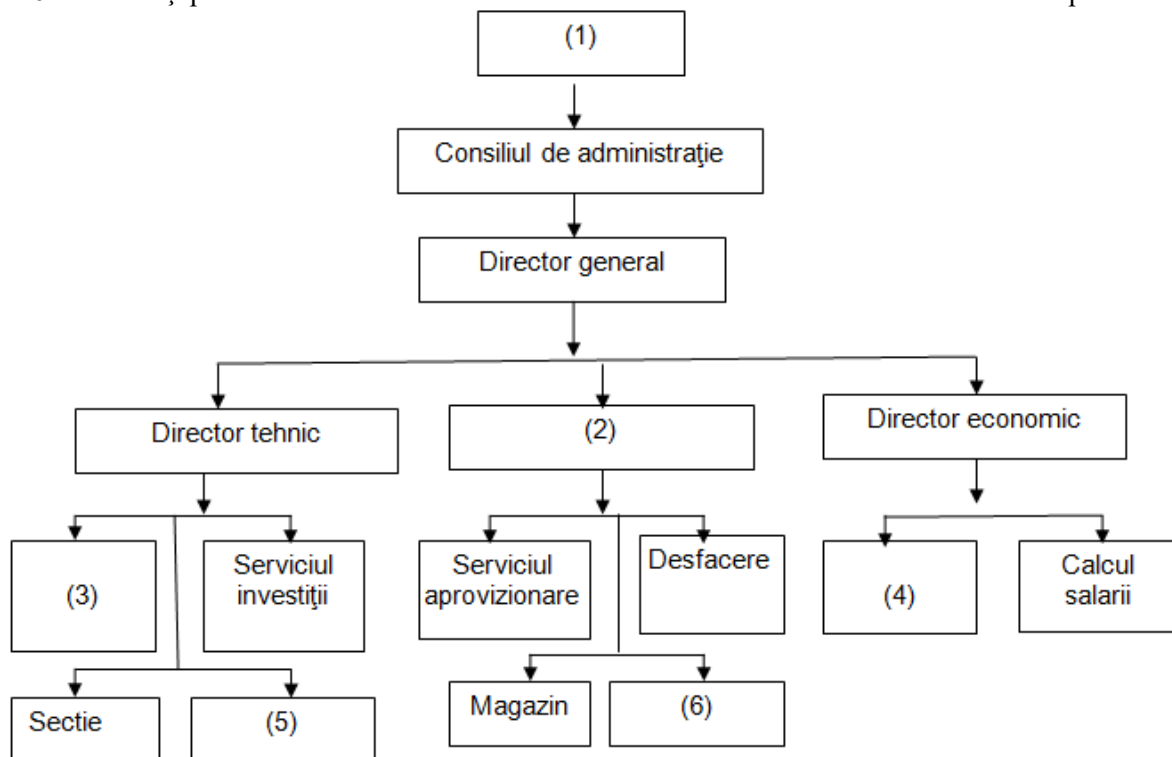 (1)
Consiliul de administraţie
Director general
Director tehnic
(2)
Director economic
(3)
Serviciul
investiţii
Serviciul
aprovizionare
Desfacere
(4)
Calcul
salarii
Sectie
(5)
Magazin
(6)